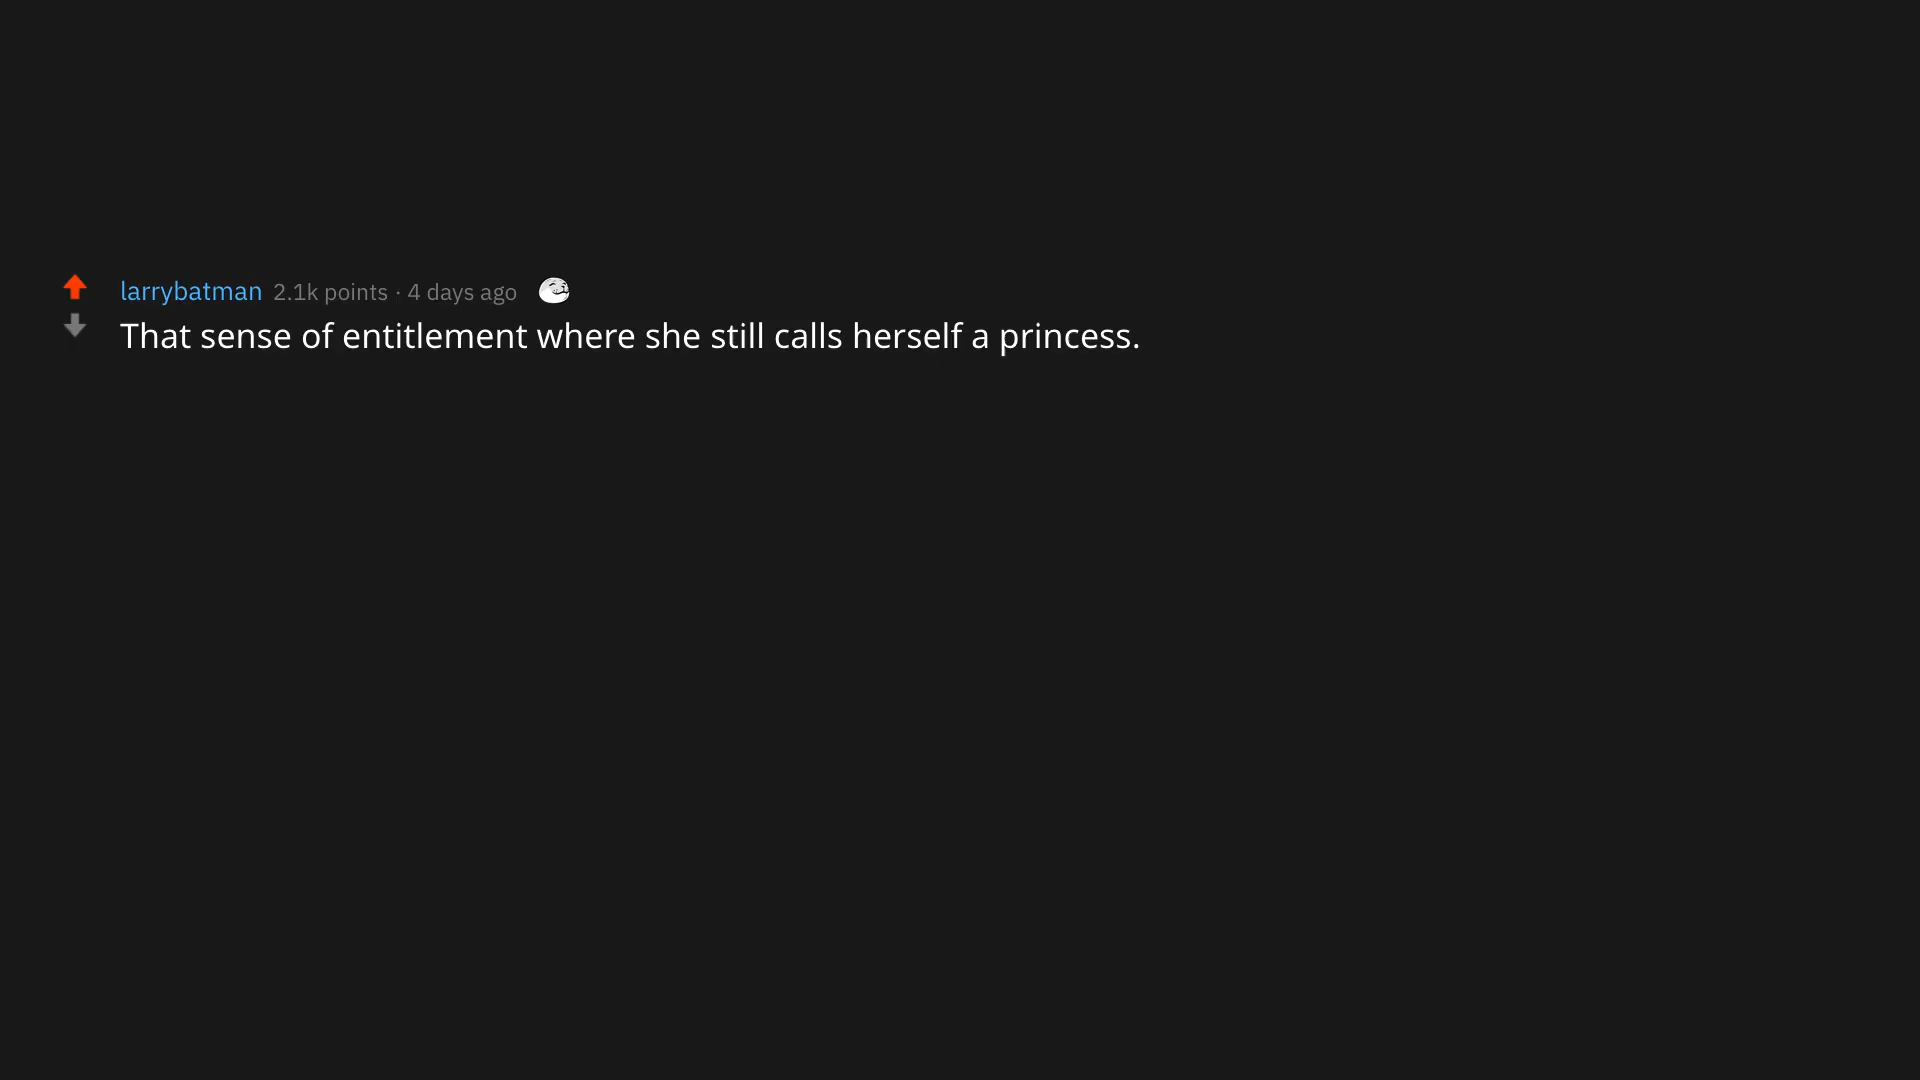 larrybatman 2.1k points · 4 days ago
That sense of entitlement where she still calls herself a princess.